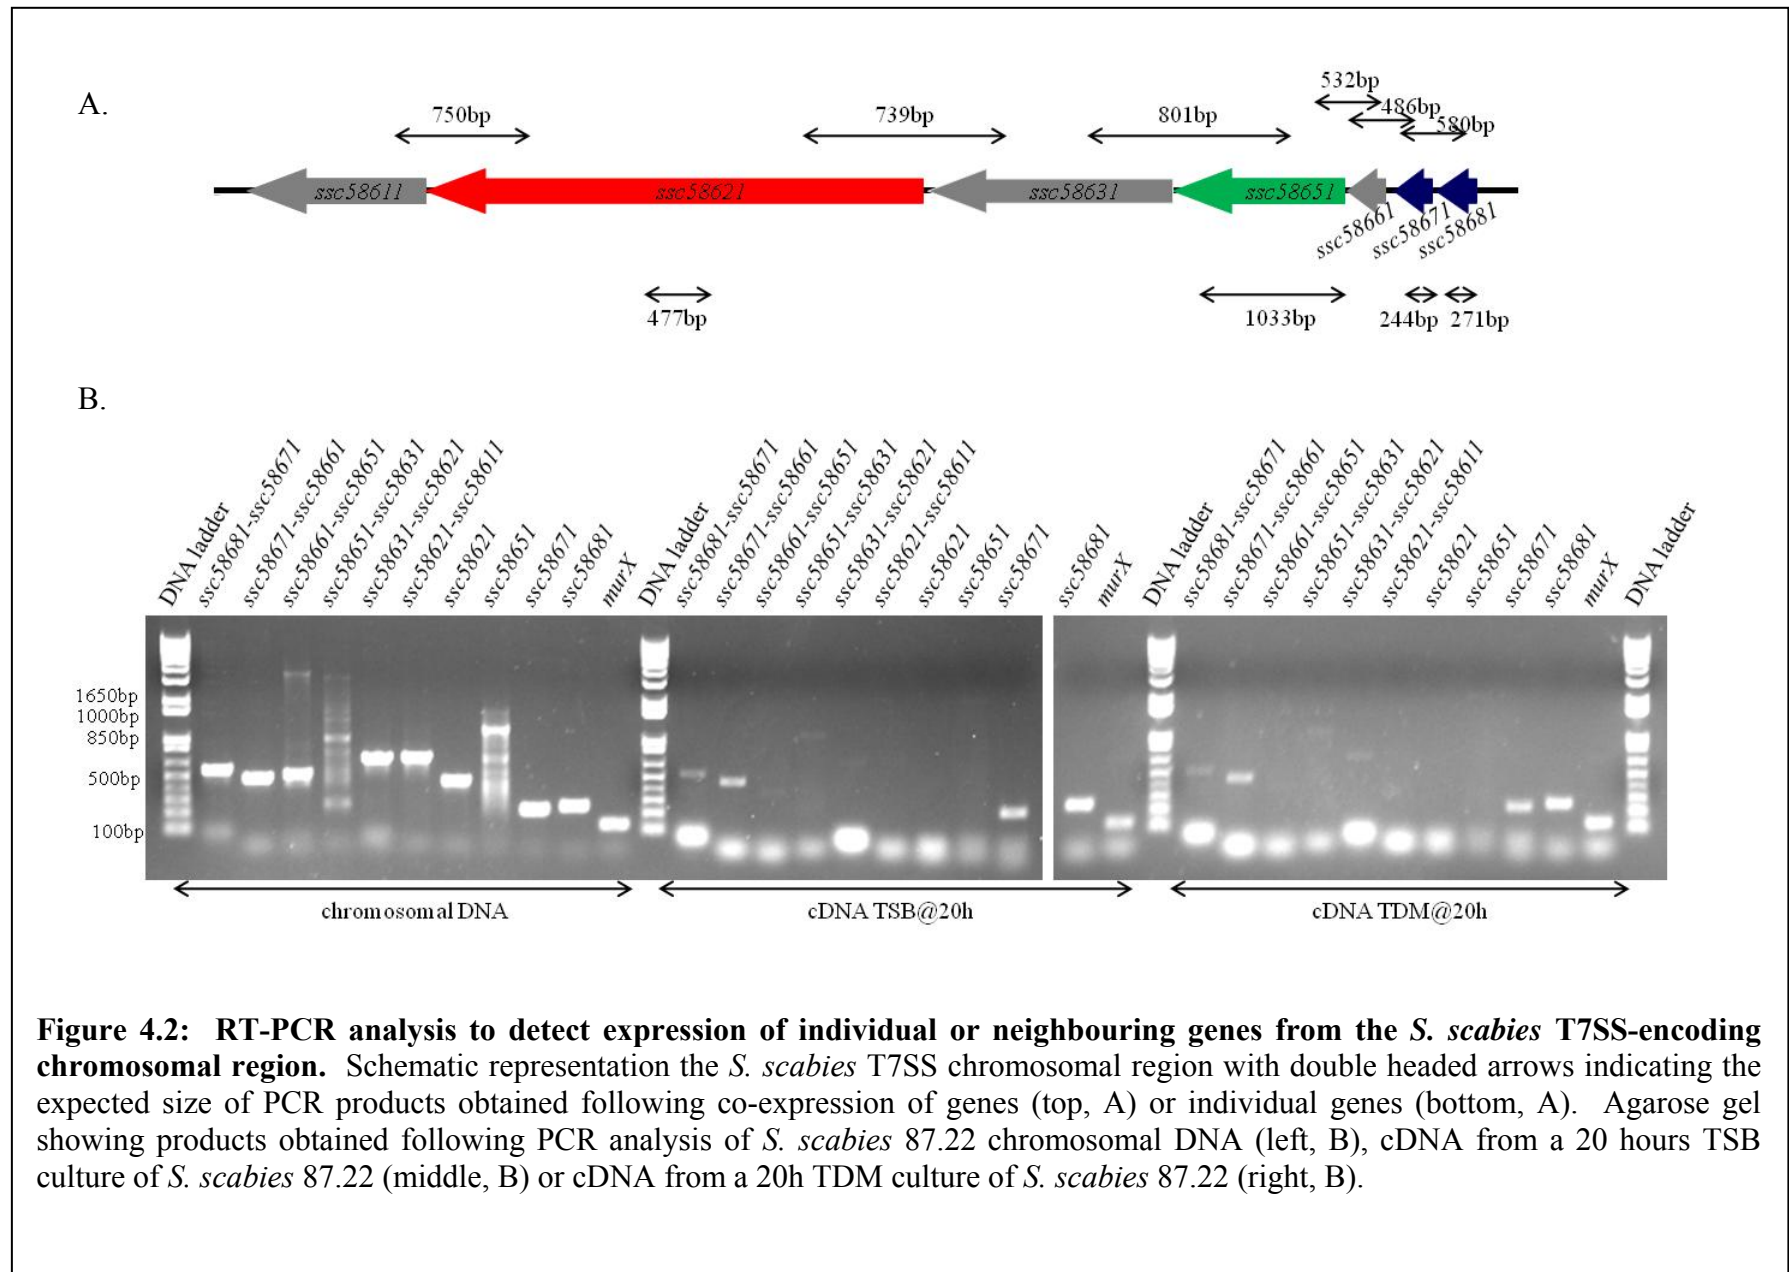 A.
532bp
750bp
739bp
801bp
486bp
580bp
ssc58611
ssc58621
ssc58631
ssc58651
ssc58661
ssc58671
ssc58681
477bp
1033bp
244bp
271bp
B.
DNA ladder
ssc58681-ssc58671
ssc58671-ssc58661
ssc58661-ssc58651
ssc58651-ssc58631
ssc58631-ssc58621
ssc58621-ssc58611
ssc58621
ssc58651
ssc58671
ssc58681
murX
DNA ladder
ssc58681-ssc58671
ssc58671-ssc58661
ssc58661-ssc58651
ssc58651-ssc58631
ssc58631-ssc58621
ssc58621-ssc58611
ssc58621
ssc58651
ssc58671
ssc58681
murX
DNA ladder
ssc58681-ssc58671
ssc58671-ssc58661
ssc58661-ssc58651
ssc58651-ssc58631
ssc58631-ssc58621
ssc58621-ssc58611
ssc58621
ssc58651
ssc58671
ssc58681
murX
DNA ladder
1650bp
1000bp
850bp
500bp
100bp
chromosomal DNA
cDNA TSB@20h
cDNA TDM@20h
Figure 4.2: RT-PCR analysis to detect expression of individual or neighbouring genes from the S. scabies T7SS-encoding
chromosomal region. Schematic representation the S. scabies T7SS chromosomal region with double headed arrows indicating the
expected size of PCR products obtained following co-expression of genes (top, A) or individual genes (bottom, A). Agarose gel
showing products obtained following PCR analysis of S. scabies 87.22 chromosomal DNA (left, B), cDNA from a 20 hours TSB
culture of S. scabies 87.22 (middle, B) or cDNA from a 20h TDM culture of S. scabies 87.22 (right, B).